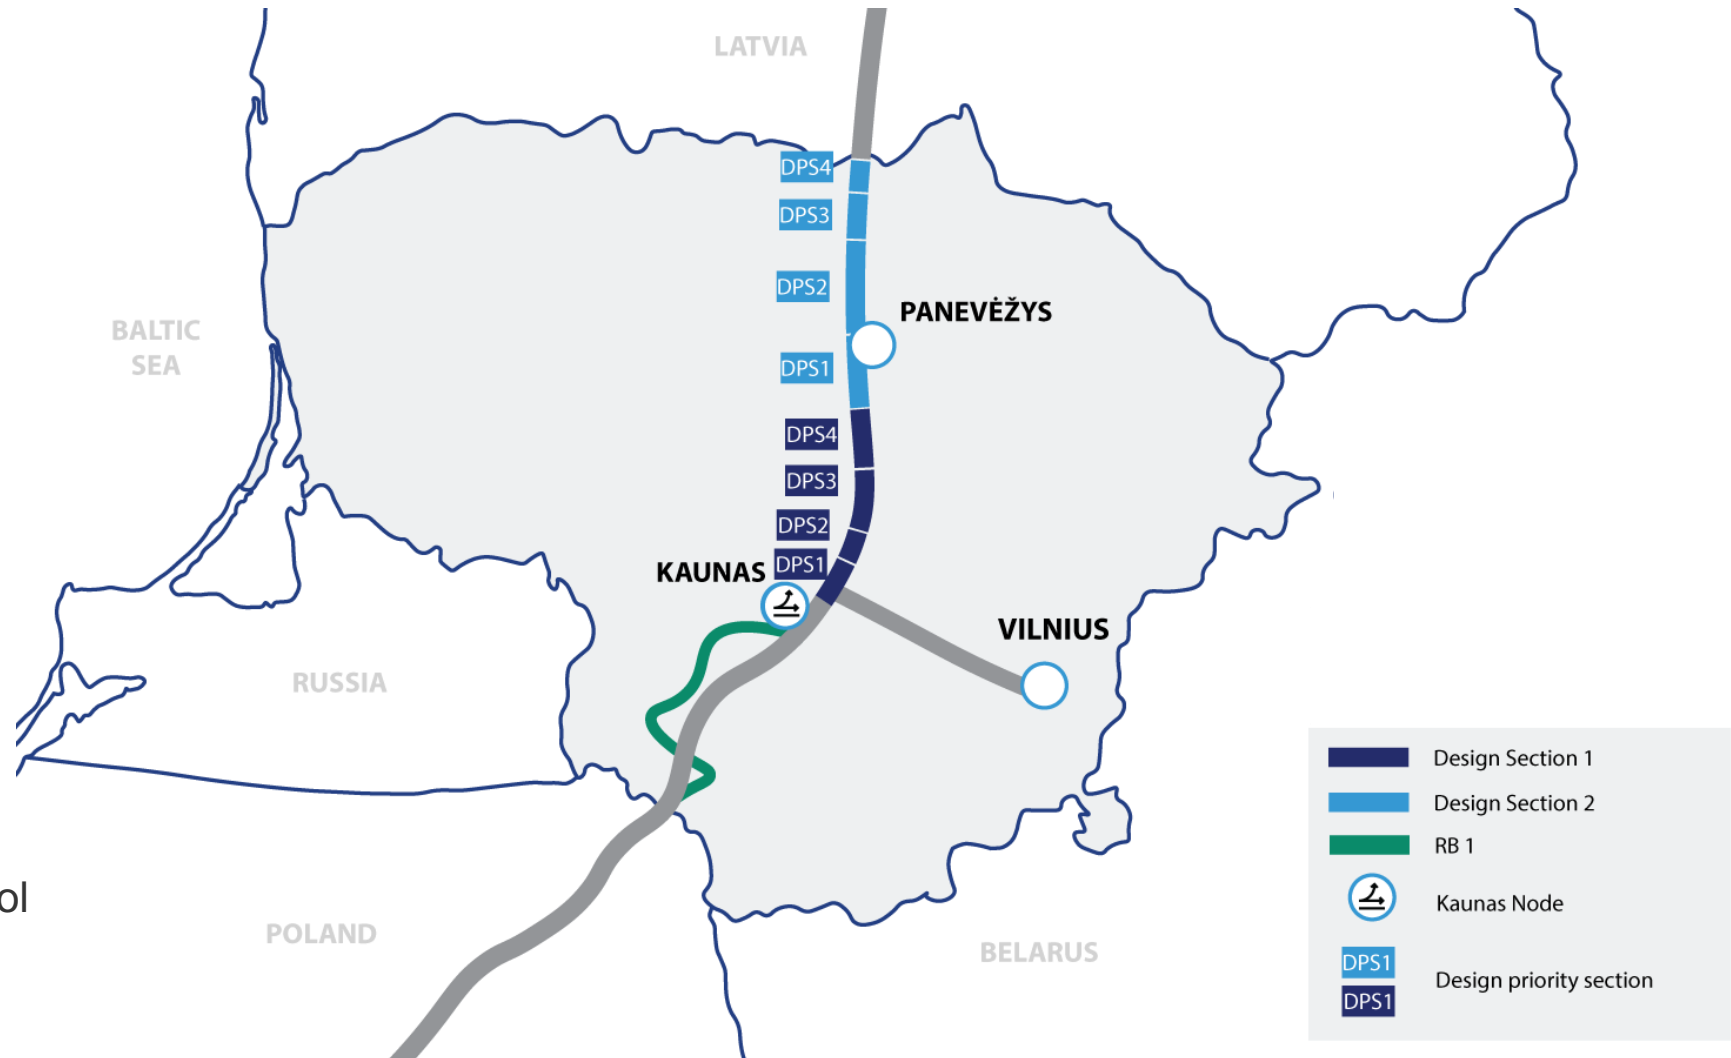 LATVIA
DPS4
DPS3
BALTIC
SEA
DPS2
PANEVĖŽYS
DPS1
DPS4
DPS3
DPS2
KAUNAS
DPS1
VILNIUS
RUSSIA
ol
POLAND
BELARUS
Design Section 1
Design Section 2
RB 1
Kaunas Node
DPS1
Design priority section
DPS1